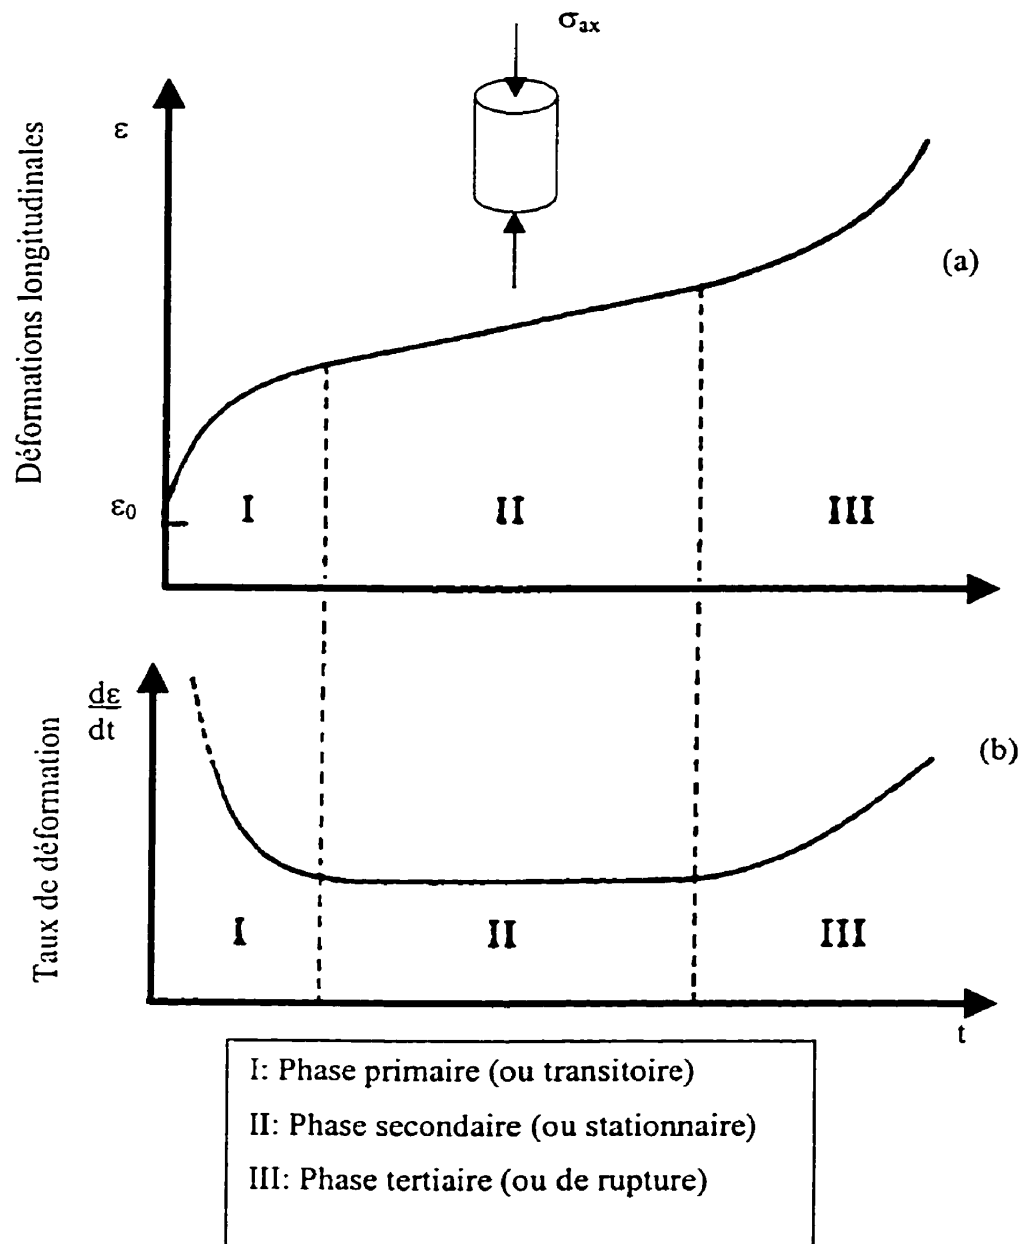 σax
ε
Déformations longitudinales
(a)
ε0
I
II
III
dε
dt
Taux de déformation
(b)
I
II
III
t
I: Phase primaire (ou transitoire)
II: Phase secondaire (ou stationnaire)
III: Phase tertiaire (ou de rupture)